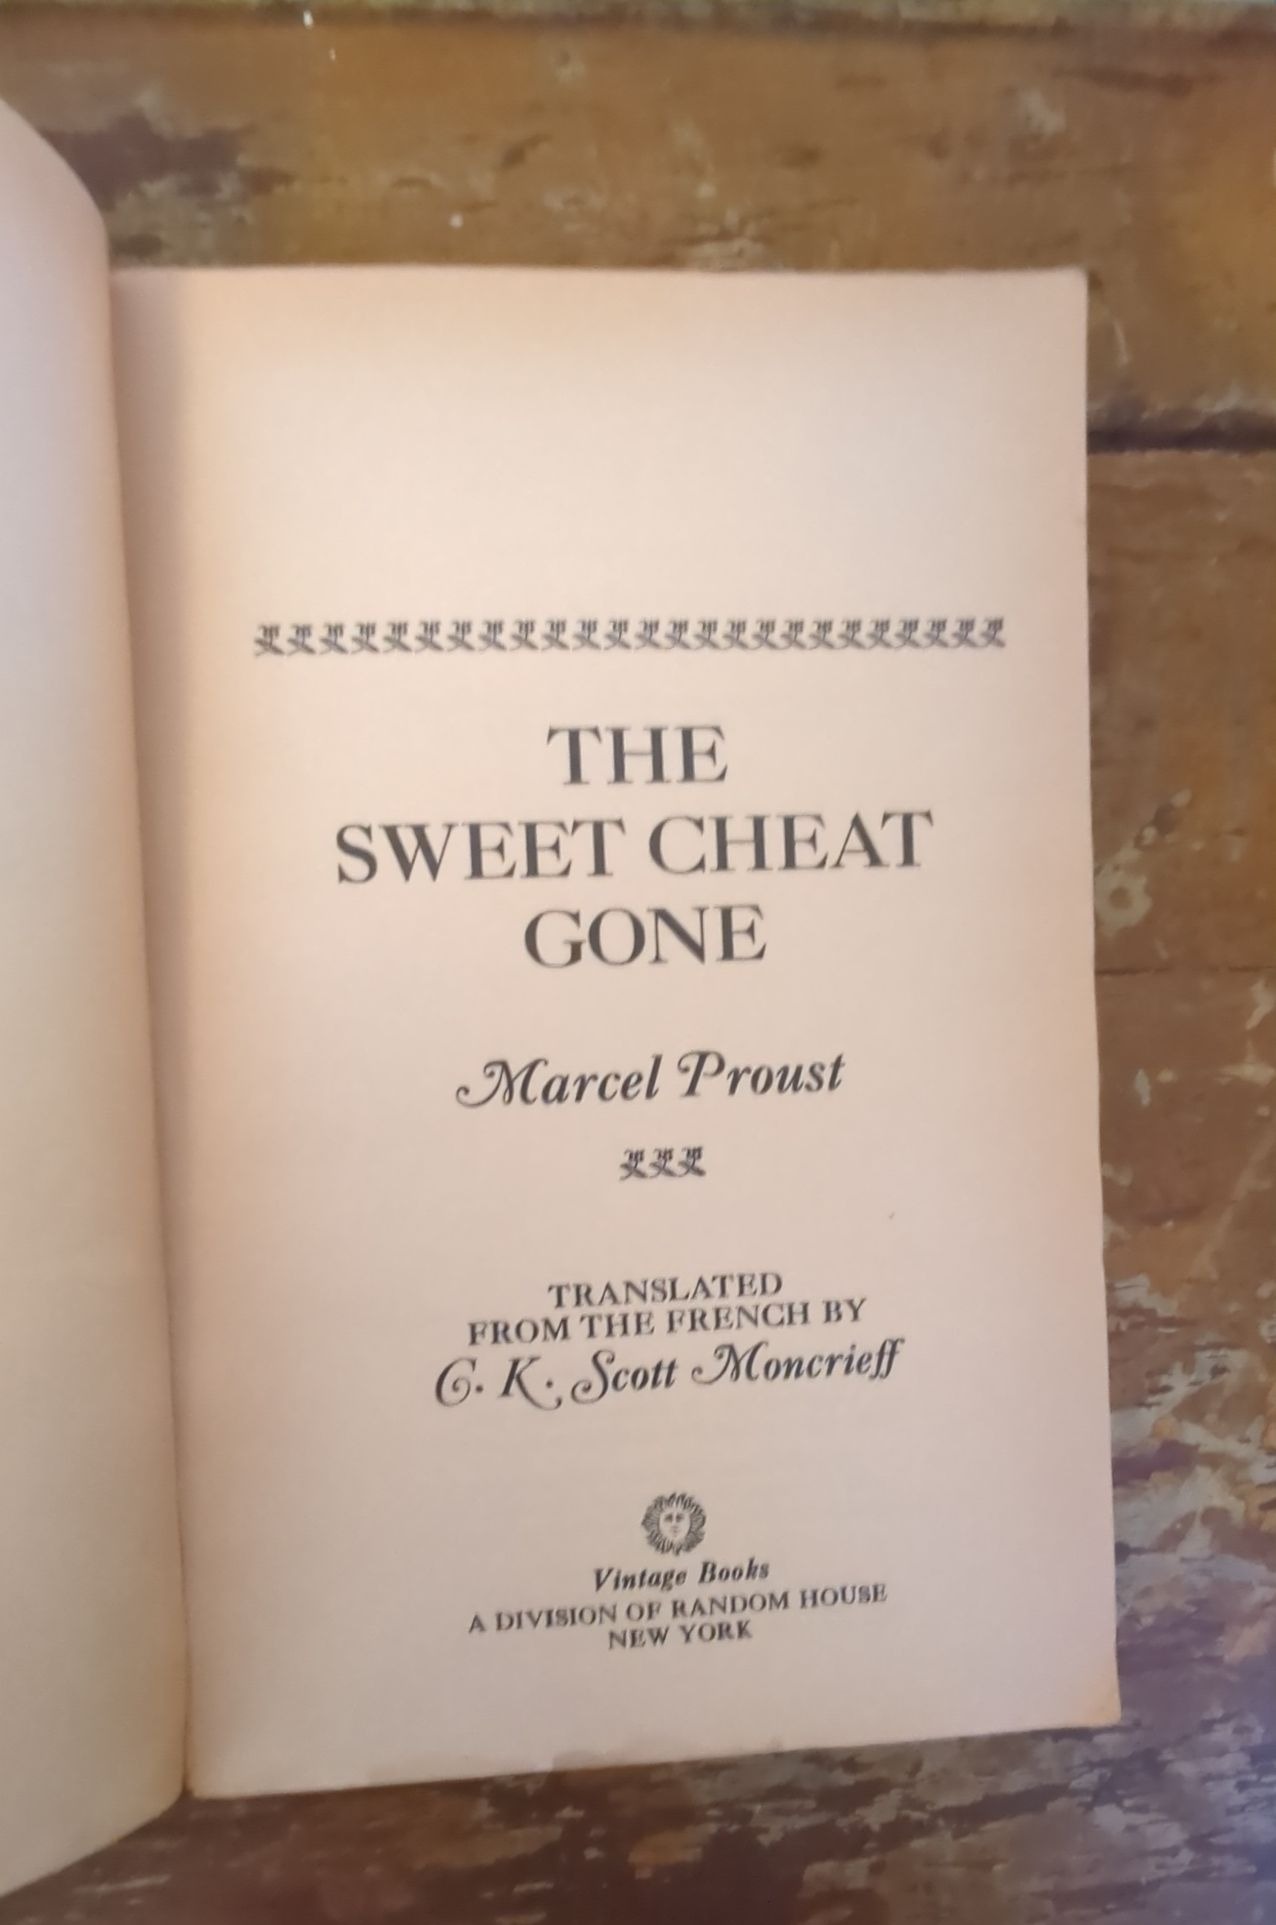 THE
SWEET CHEAT
GONE
Marcel Proust
TRANSLATED
FROM THE FRENCH BY
C. K. Scott Moncrieff
Vintage Books
A DIVISION OF RANDOM HOUSE
NEW YORK